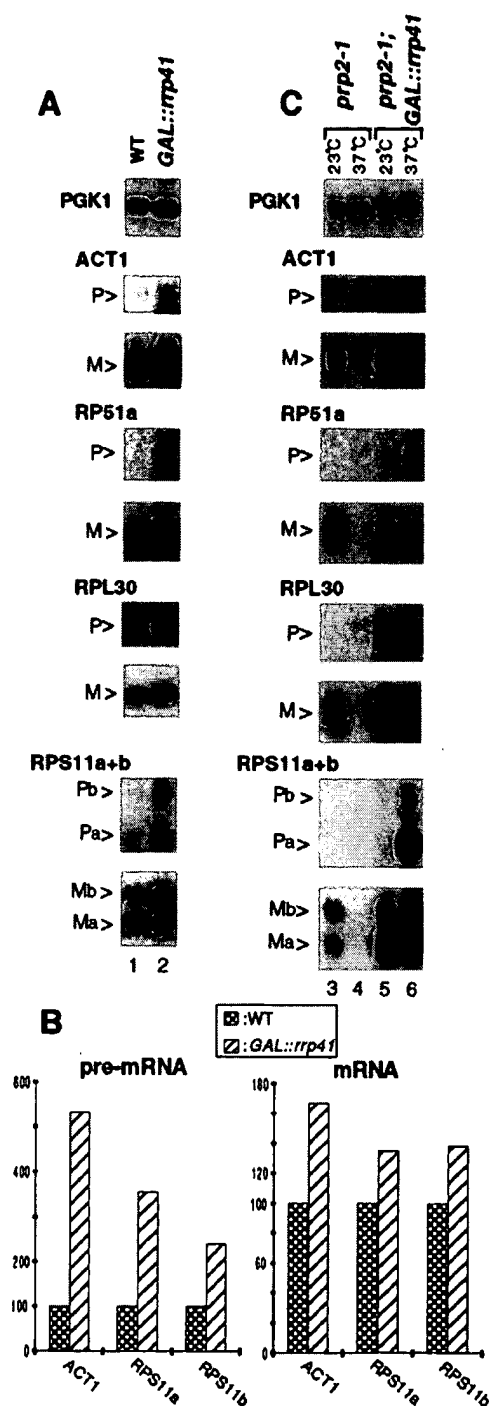 A
WT
GAL::rrp41
PGK1
ACT1
P>
M>
RP51a
P>
M>
RPL30
P>
M>
RPS11a+b
Pb>
Pa>
Mb>
Ma>
1 2
C
prp2-1
prp2-1;
GAL::rrp41
23°C 37°C 23°C 37°C
PGK1
ACT1
P>
M>
RP51a
P>
M>
RPL30
P>
M>
RPS11a+b
Pb>
Pa>
Mb>
Ma>
3 4 5 6
B
:WT
:GAL::rrp41
pre-mRNA
600
400
200
100
0
ACT1
RPS11a
RPS11b
mRNA
180
140
100
60
0
ACT1
RPS11a
RPS11b